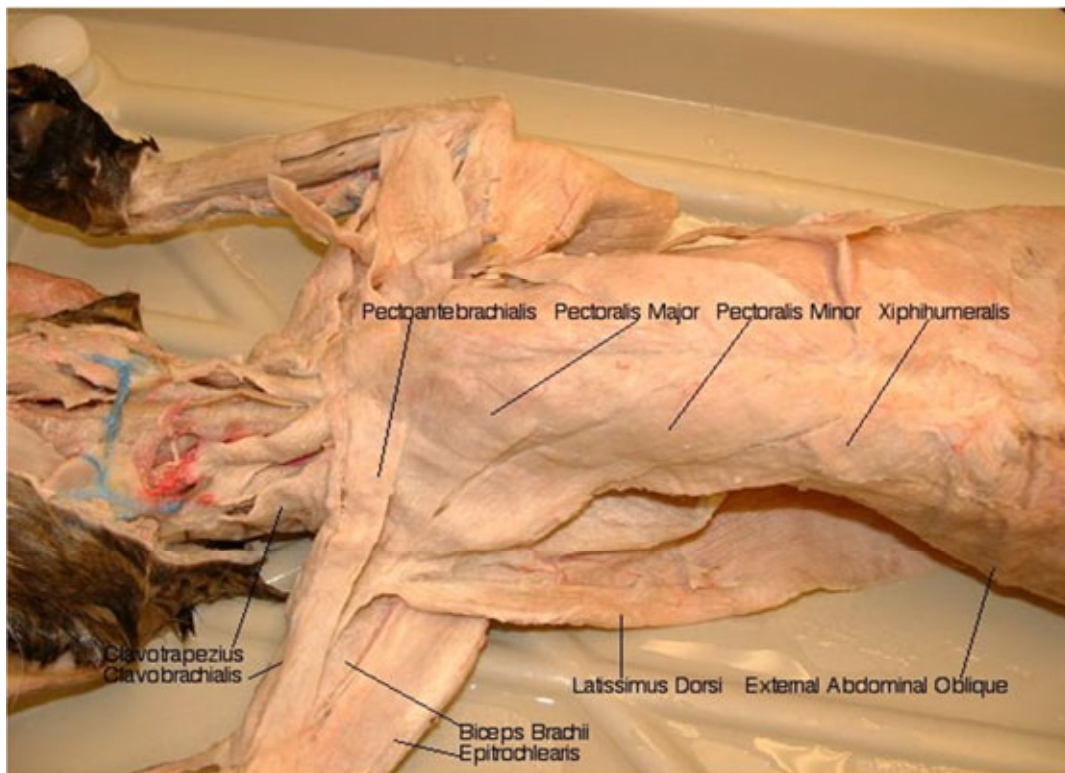 Pectoantebrachialis
Pectoralis Major
Pectoralis Minor
Xiphihumeralis
Clavotrapezius
Clavobrachialis
Latissimus Dorsi
External Abdominal Oblique
Biceps Brachii
Epitrochlearis